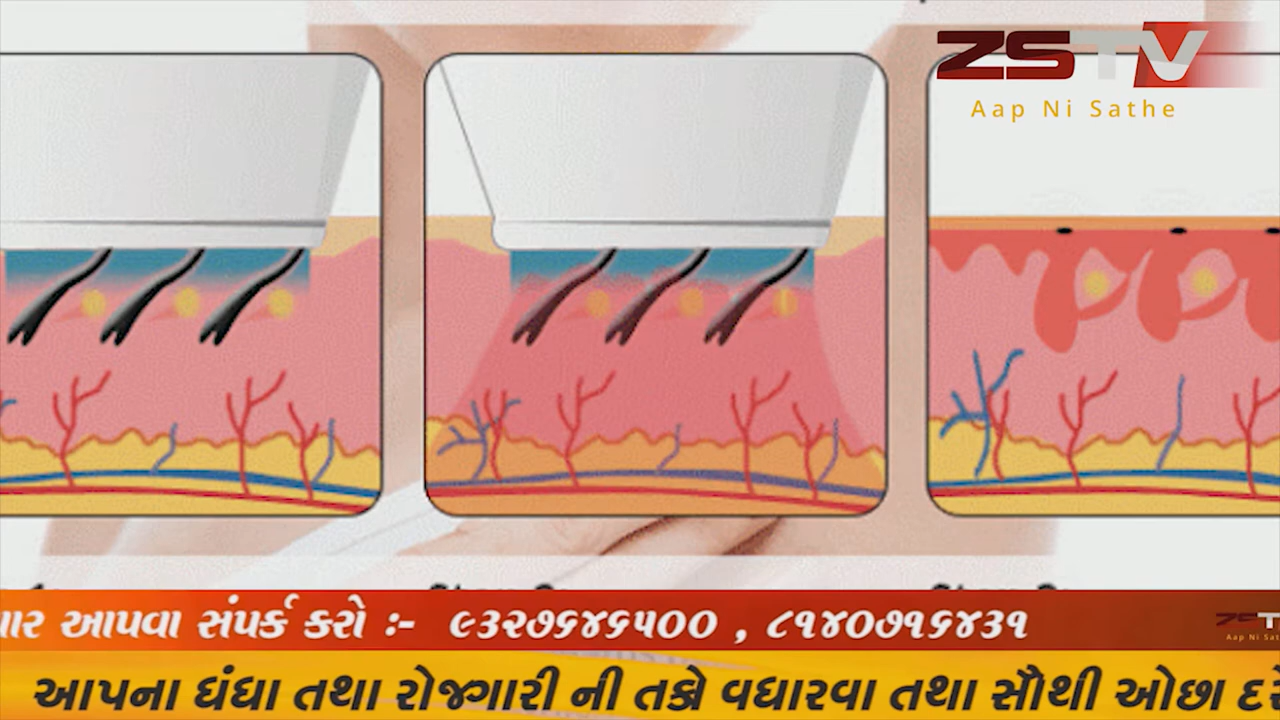 ZSTV
Aap Ni Sathe
આપવા સંપર્ક કરો :- ૯૩૨૭૬૪૬૫૦૦ , ૮૧૪૦૭૧૬૪૩૧
આપના ધંધા તથા રોજગારી ની તકો વધારવા તથા સૌથી ઓછા